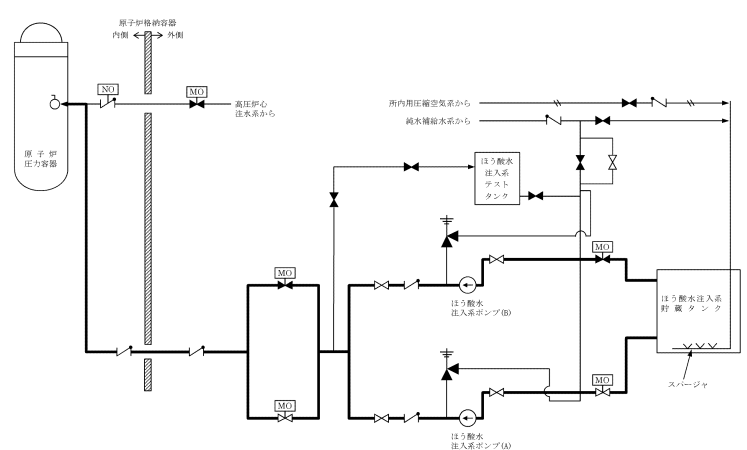 原子炉格納容器
内側 外側
NO
MO
高圧炉心
注水系から
所内用圧縮空気系から
純水補給水系から
原子炉
圧力容器
ほう酸水
注入系
テスト
タンク
MO
MO
ほう酸水
注入系ポンプ(B)
ほう酸水注入系
貯蔵タンク
スパージャ
MO
MO
ほう酸水
注入系ポンプ(A)